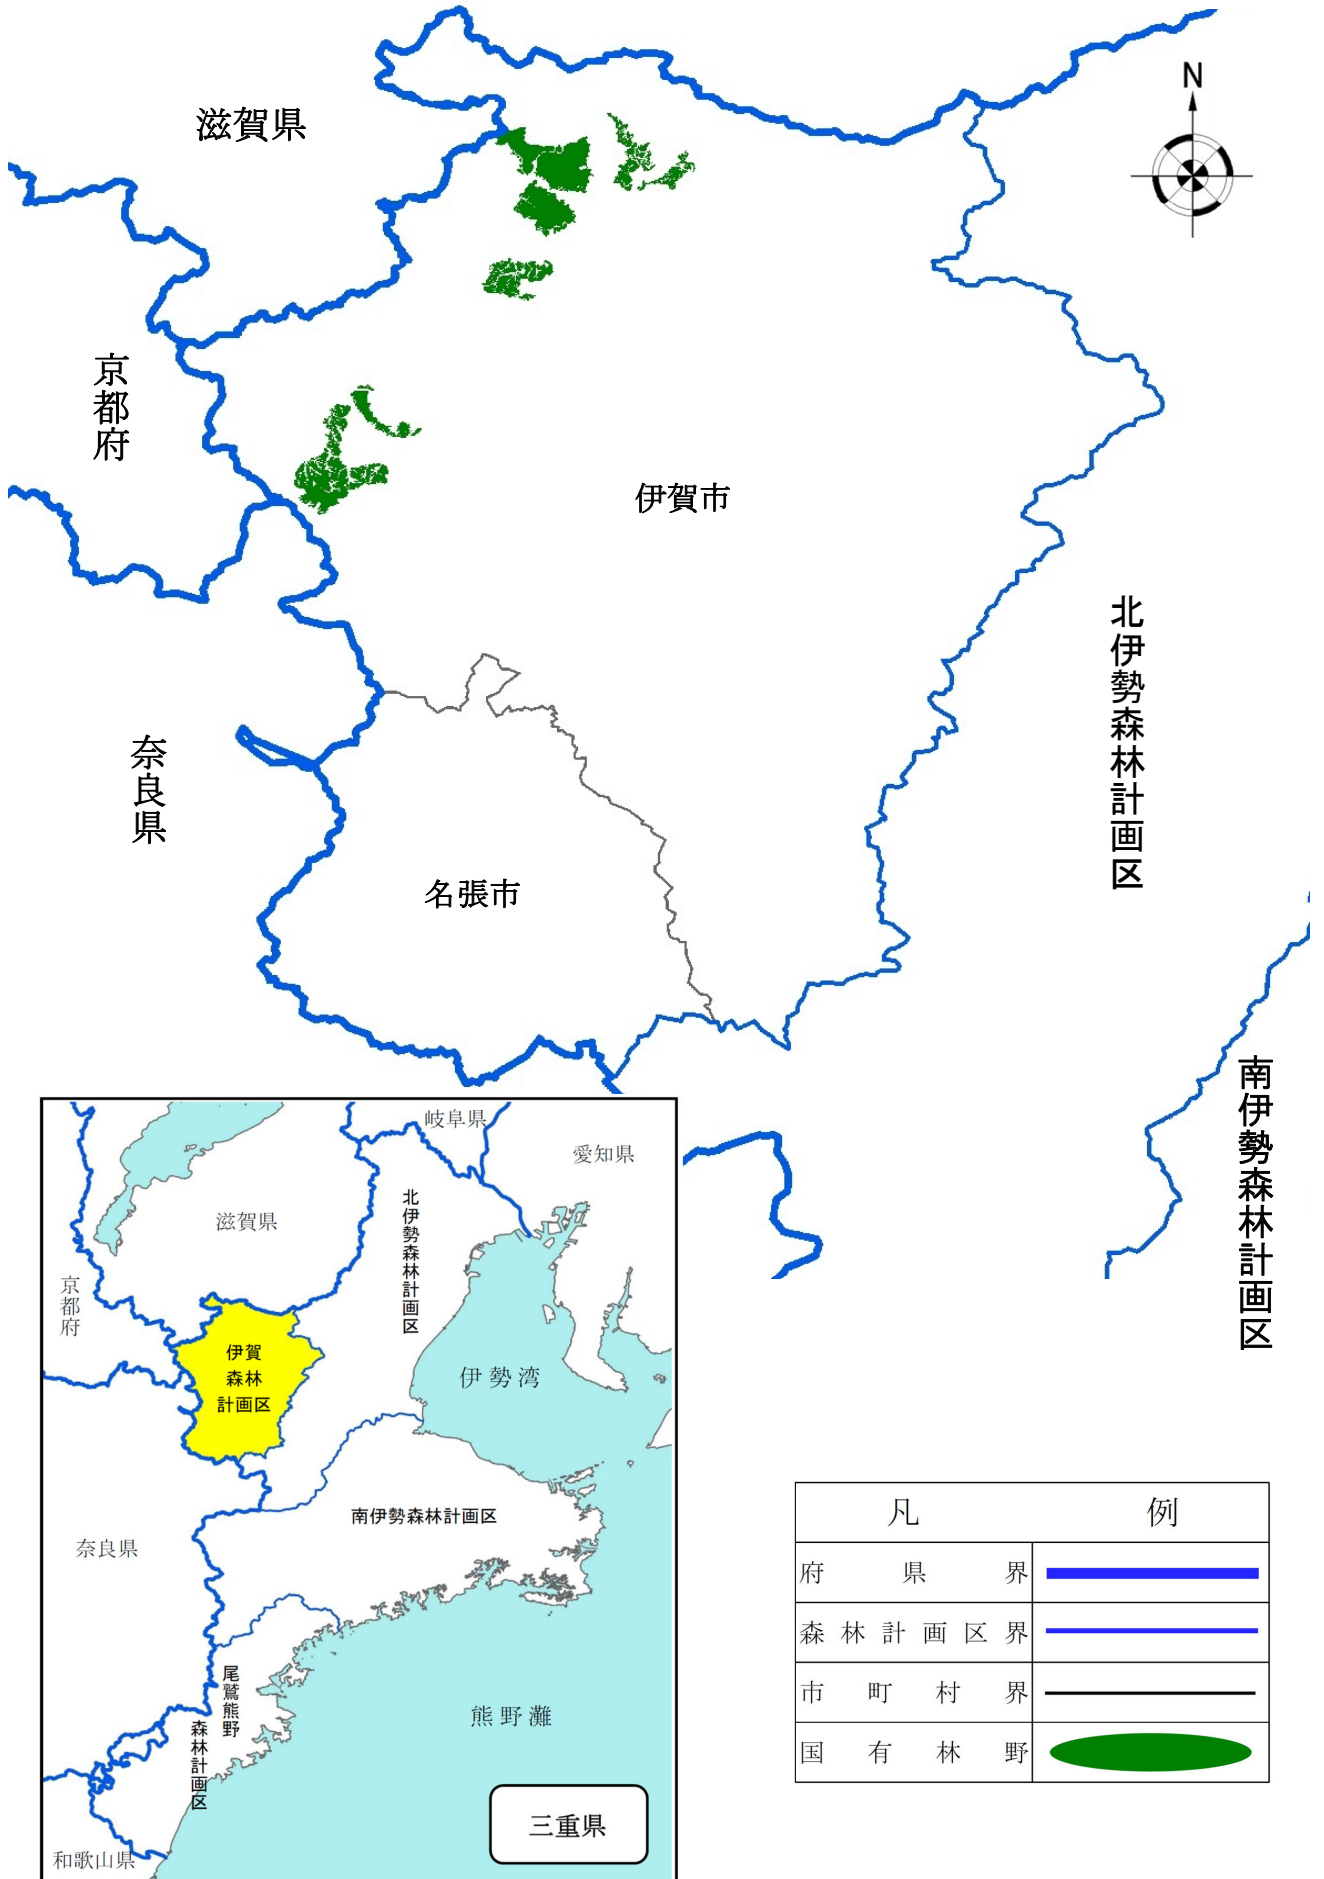 N
滋賀県
京都府
伊賀市
北伊勢森林計画区
奈良県
名張市
南伊勢森林計画区
岐阜県
愛知県
滋賀県
北伊勢森林計画区
京都府
伊賀
森林
計画区
伊勢湾
南伊勢森林計画区
奈良県
尾鷲熊野
森林計画区
熊野灘
三重県
和歌山県
凡例
府県界
森林計画区界
市町村界
国有林野